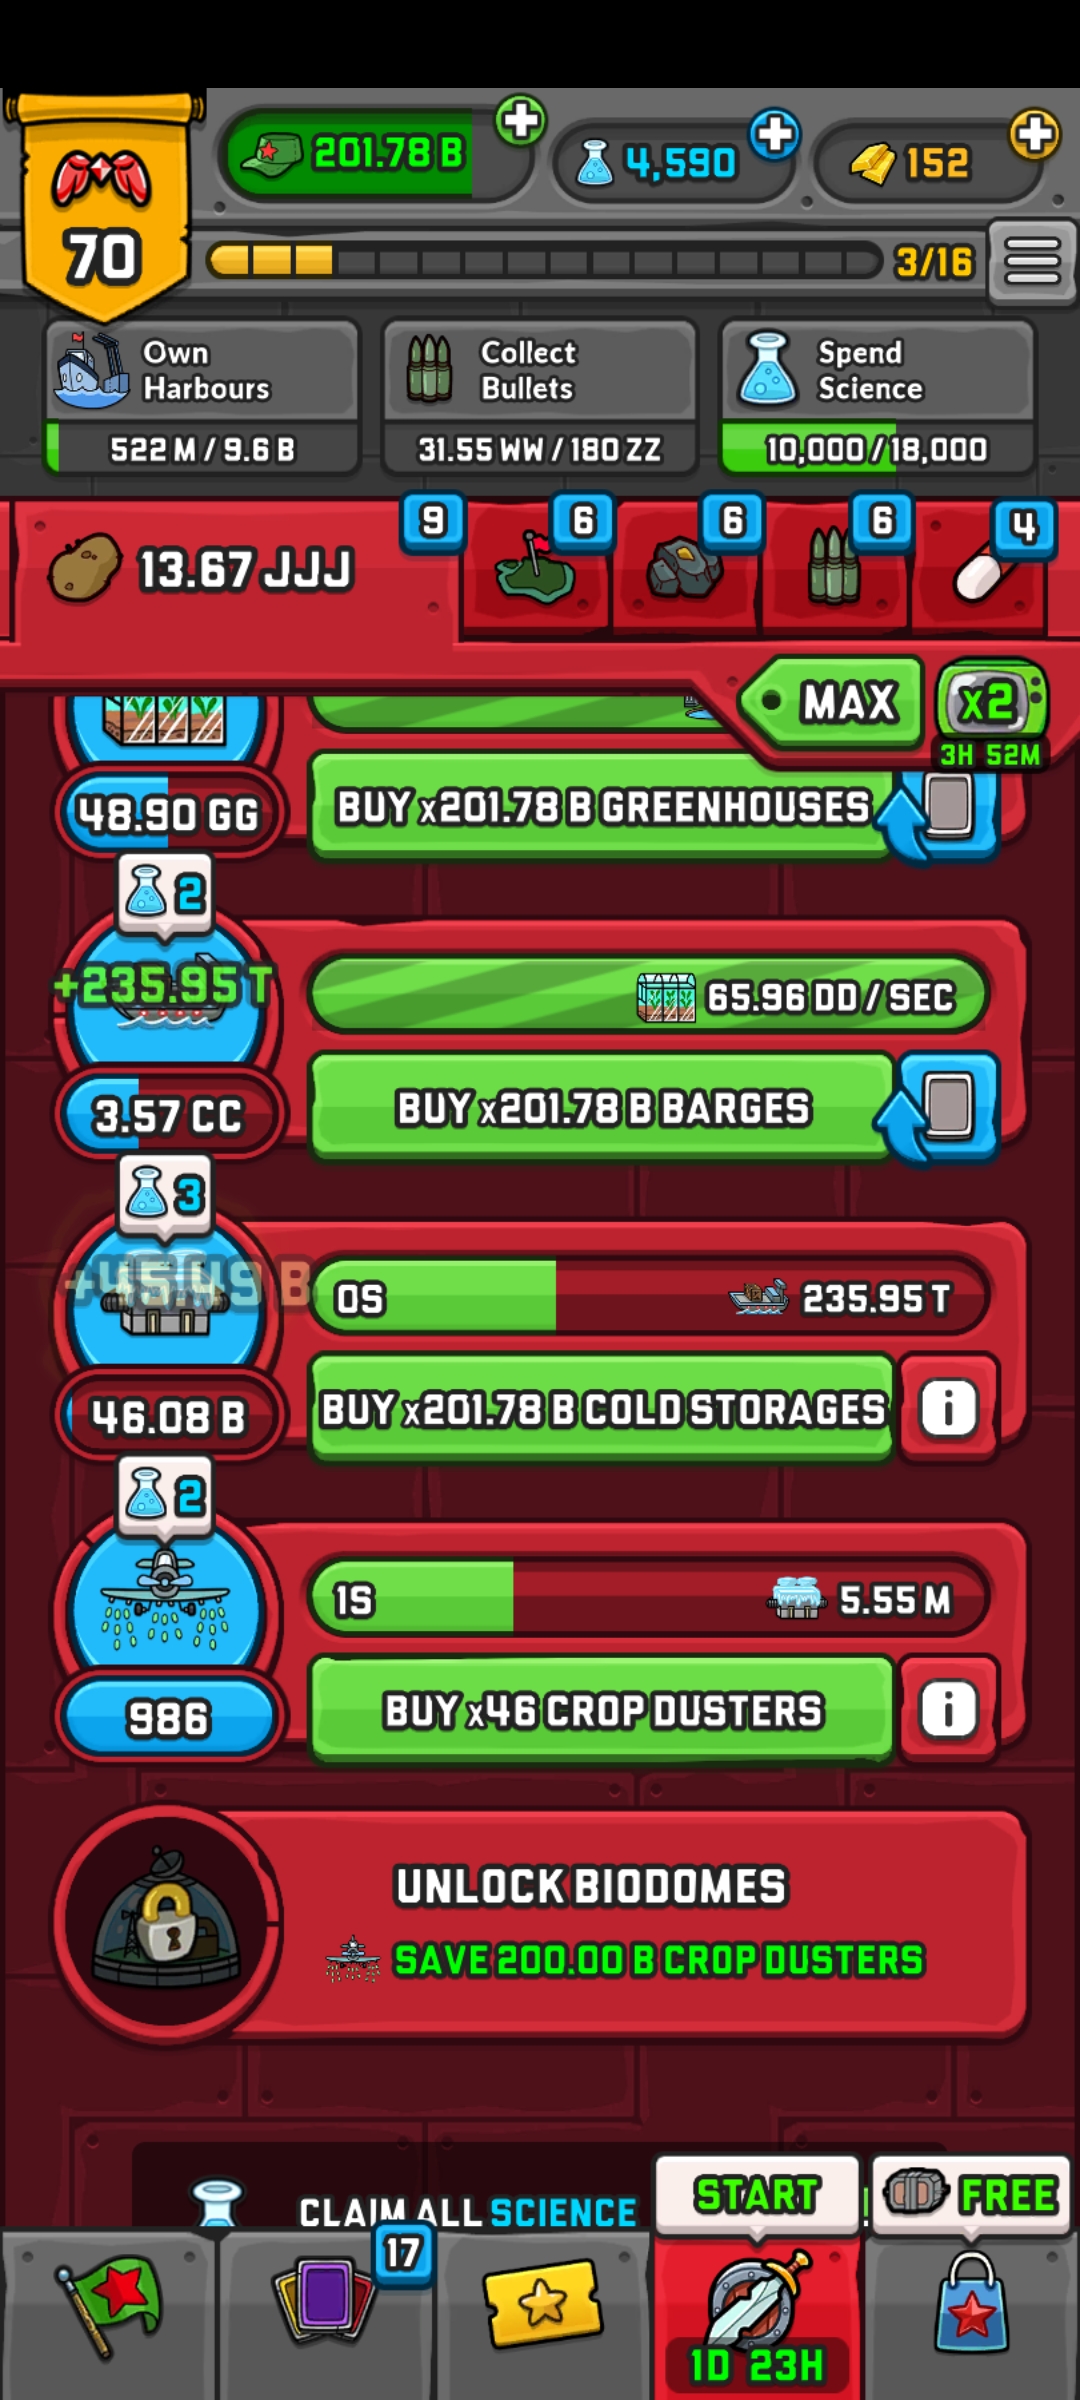 70
201.78 B
4,590
152
3/16
Own
Harbours
522 M / 9.6 B
Collect
Bullets
31.55 WW / 180 ZZ
Spend
Science
10,000 / 18,000
13.67 JJJ
9
6
6
6
4
MAX
x2
3H 52M
48.90 GG
BUY x201.78 B GREENHOUSES
2
+235.95 T
65.96 DD / SEC
3.57 CC
BUY x201.78 B BARGES
3
+45.49 B
0S
235.95 T
46.08 B
BUY x201.78 B COLD STORAGES
i
2
1S
5.55 M
986
BUY x46 CROP DUSTERS
i
UNLOCK BIODOMES
SAVE 200.00 B CROP DUSTERS
CLAIM ALL SCIENCE
START
FREE
17
1D 23H